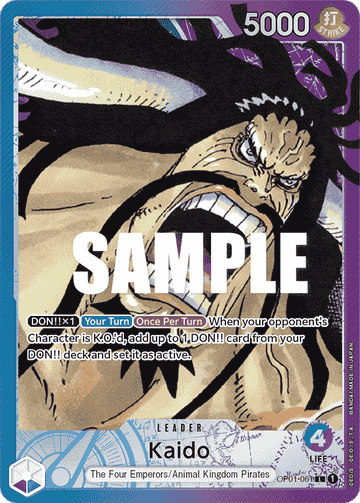 5000
打
STRIKE
SAMPLE
DON!!×1 Your Turn Once Per Turn When your opponent's
Character is K.O.'d, add up to 1 DON!! card from your
DON!! deck and set it as active.
LEADER
Kaido
4
LIFE
The Four Emperors/Animal Kingdom Pirates
OP01-061 L 1